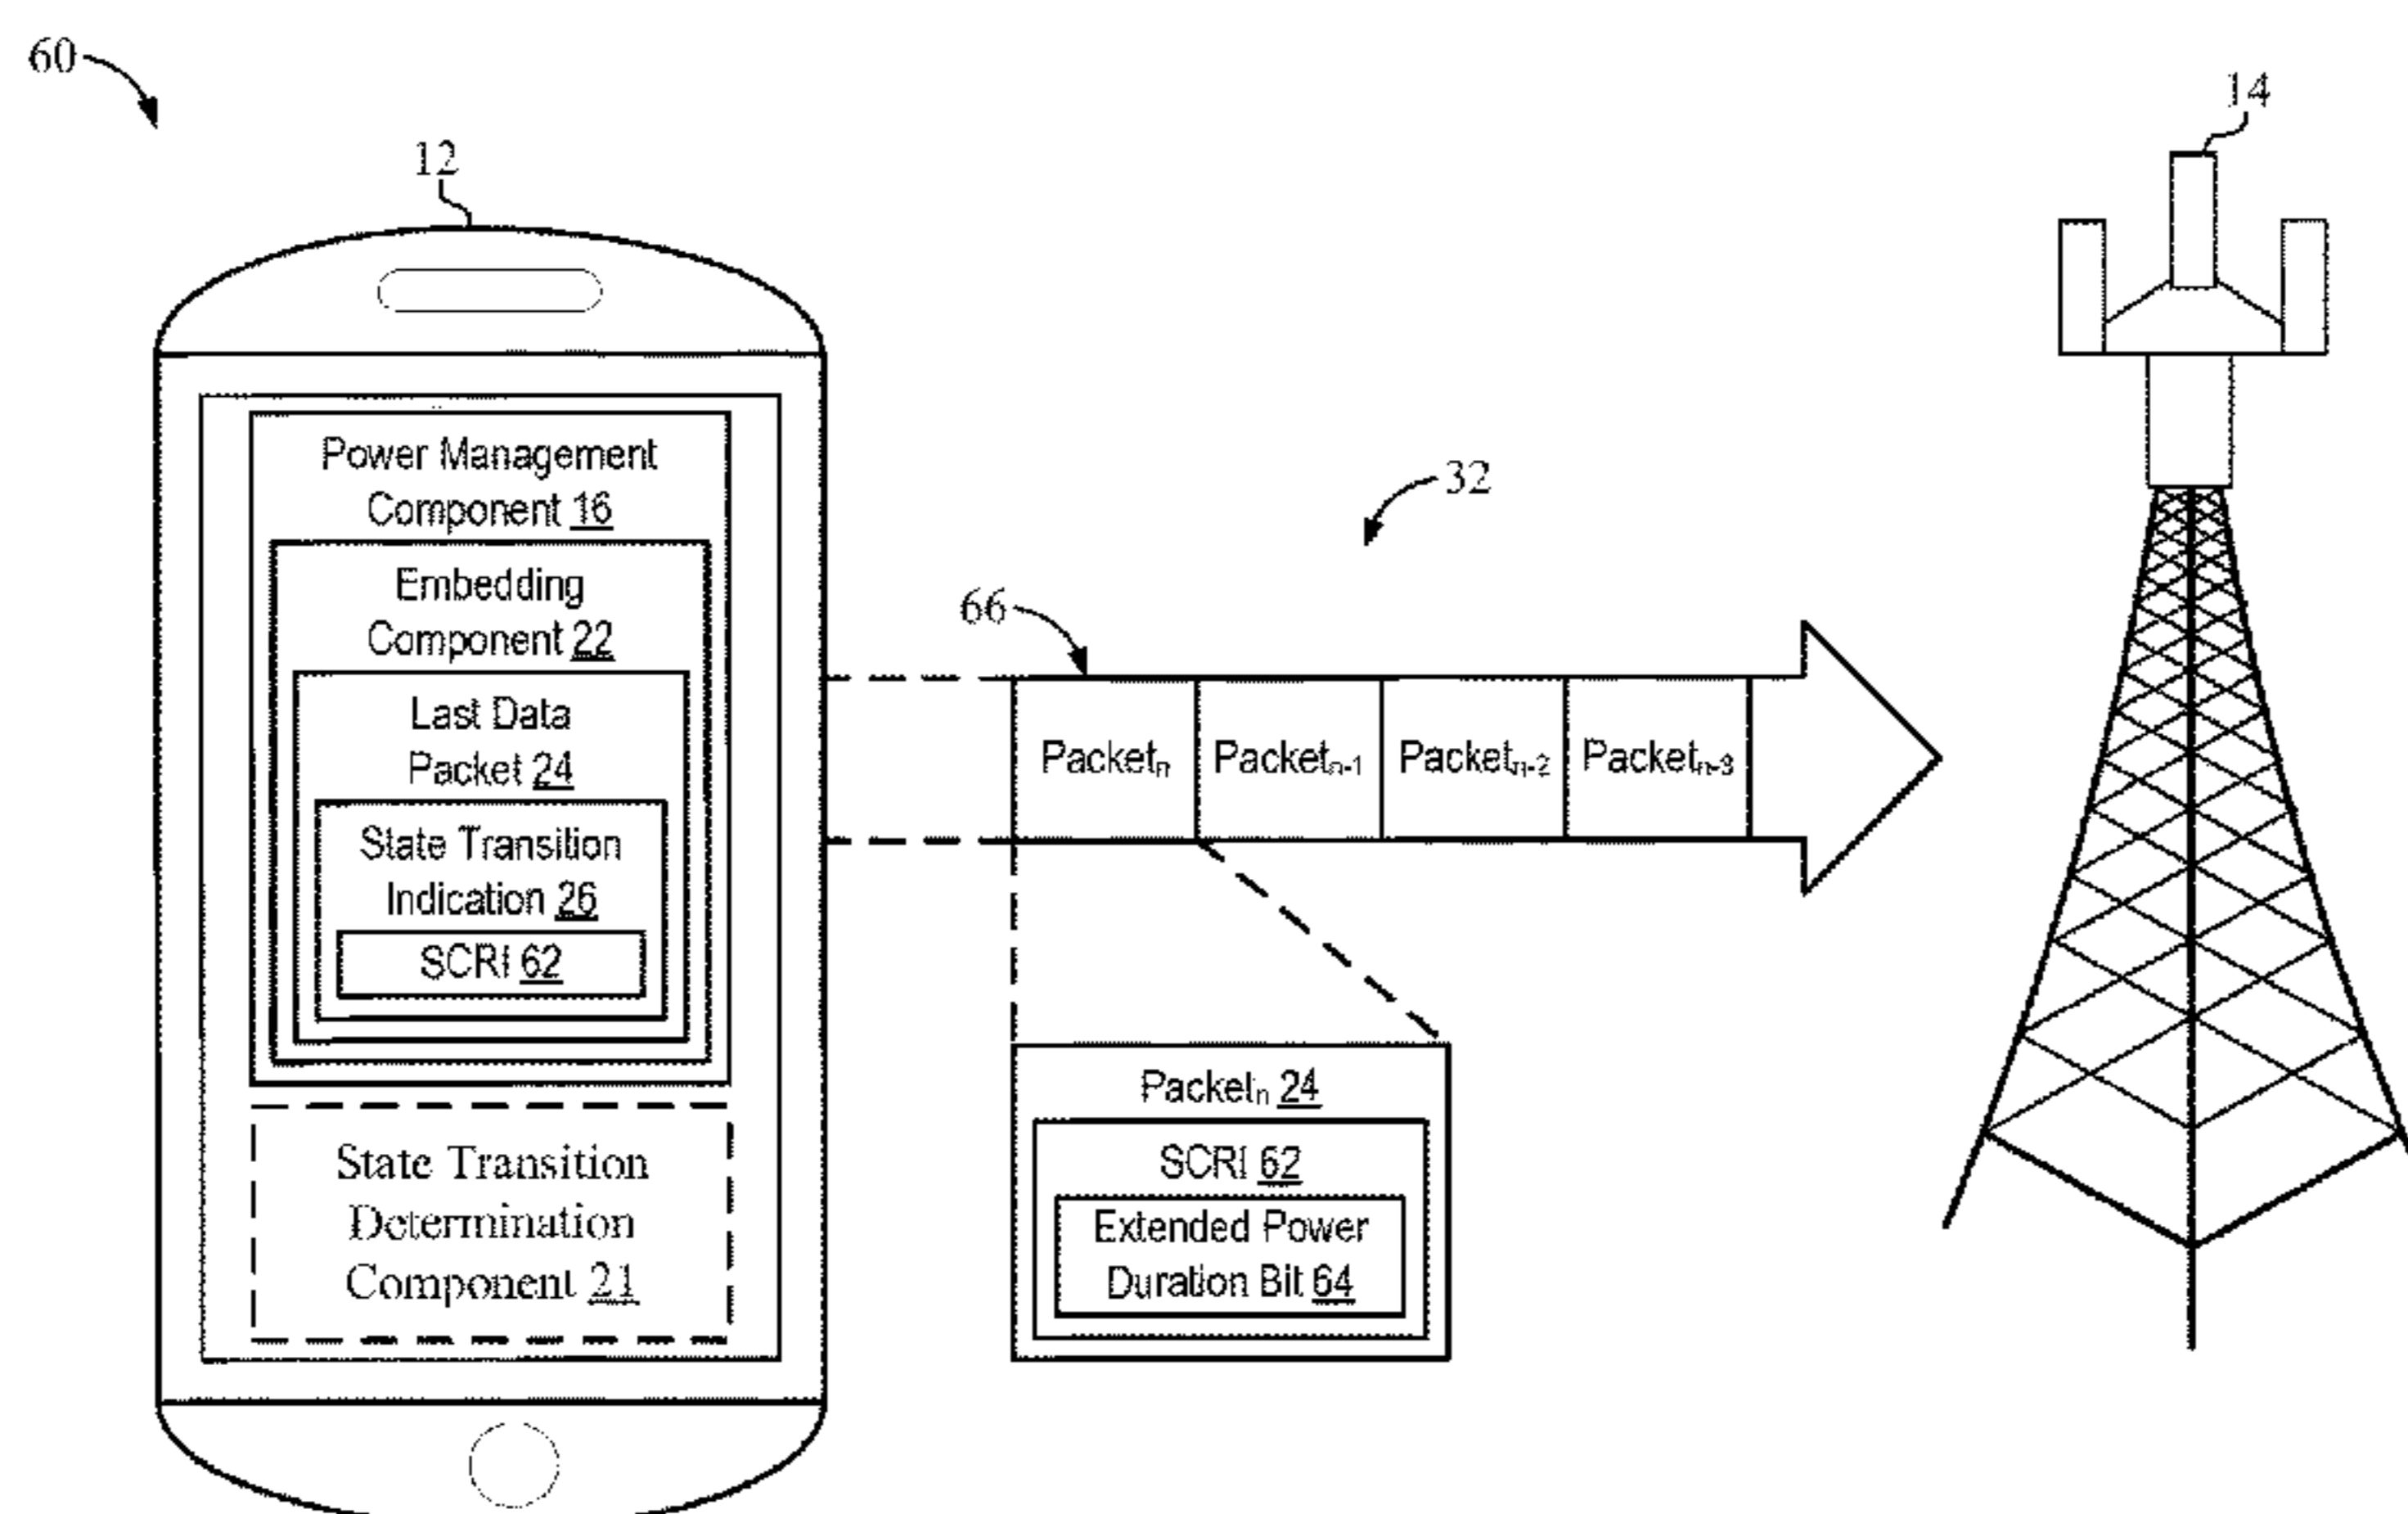 60
12
14
Power Management
Component 16
Embedding
Component 22
Last Data
Packet 24
State Transition
Indication 26
SCRI 62
State Transition
Determination
Component 21
32
66
Packetn Packetn-1 Packetn-2 Packetn-3
Packetn 24
SCRI 62
Extended Power
Duration Bit 64